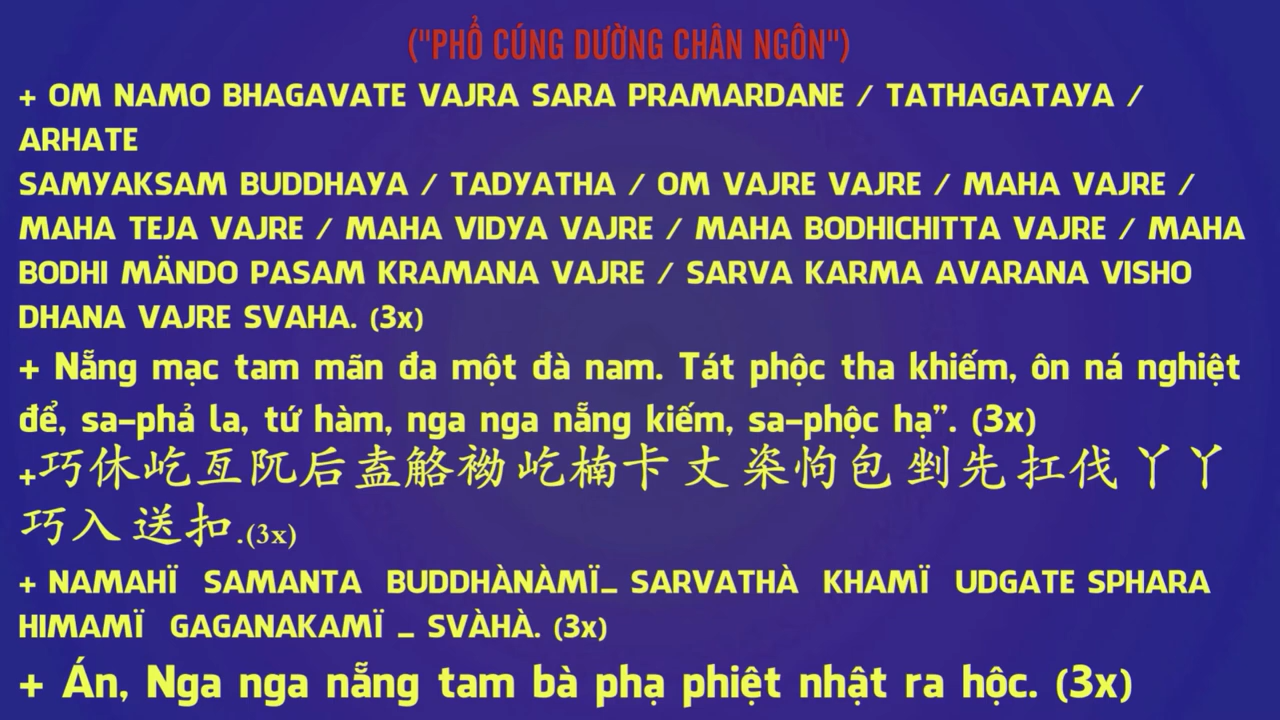 ("PHỔ CÚNG DƯỜNG CHÂN NGÔN")
+ OM NAMO BHAGAVATE VAJRA SARA PRAMARDANE / TATHAGATAYA /
ARHATE
SAMYAKSAM BUDDHAYA / TADYATHA / OM VAJRE VAJRE / MAHA VAJRE /
MAHA TEJA VAJRE / MAHA VIDYA VAJRE / MAHA BODHICHITTA VAJRE / MAHA
BODHI MÄNDO PASAM KRAMANA VAJRE / SARVA KARMA AVARANA VISHO
DHANA VAJRE SVAHA. (3x)
+ Nẵng mạc tam mãn đa một đà nam. Tát phộc tha khiếm, ôn ná nghiệt
để, sa-phả la, tứ hàm, nga nga nẵng kiếm, sa-phộc hạ”. (3x)
+巧休屹亙阢后盍觡袎屹楠卡丈楶恦包剉先扛伐丫丫
巧入送扣.(3x)
+ NAMAHÏ SAMANTA BUDDHÀNÀMÏ_ SARVATHÀ KHAMÏ UDGATE SPHARA
HIMAMÏ GAGANAKAMÏ _ SVÀHÀ. (3x)
+ Án, Nga nga nẵng tam bà phạ phiệt nhật ra hộc. (3x)